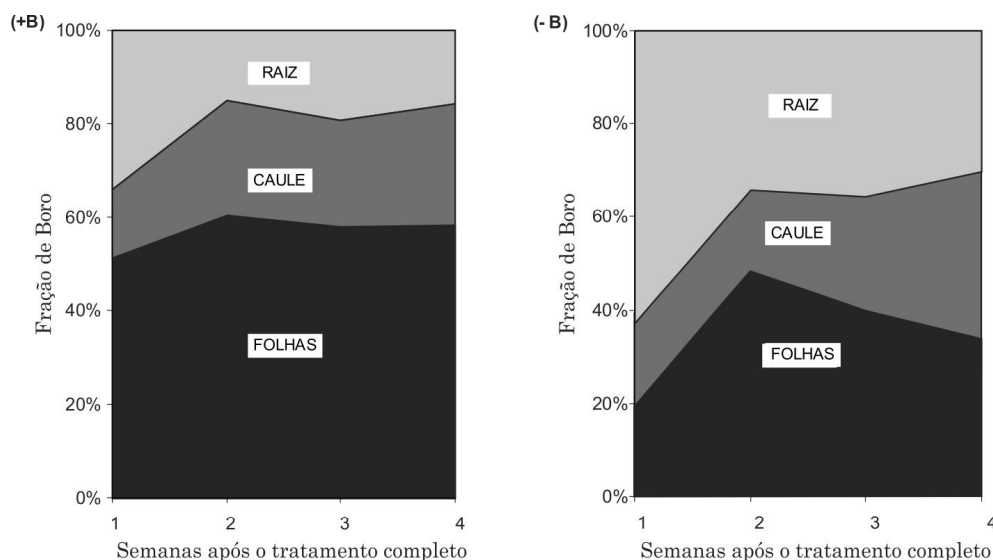 (+B)
100%
80%
60%
40%
20%
0%
Fração de Boro
RAIZ
CAULE
FOLHAS
1 2 3 4
Semanas após o tratamento completo
(- B)
100%
80%
60%
40%
20%
0%
Fração de Boro
RAIZ
CAULE
FOLHAS
1 2 3 4
Semanas após o tratamento completo